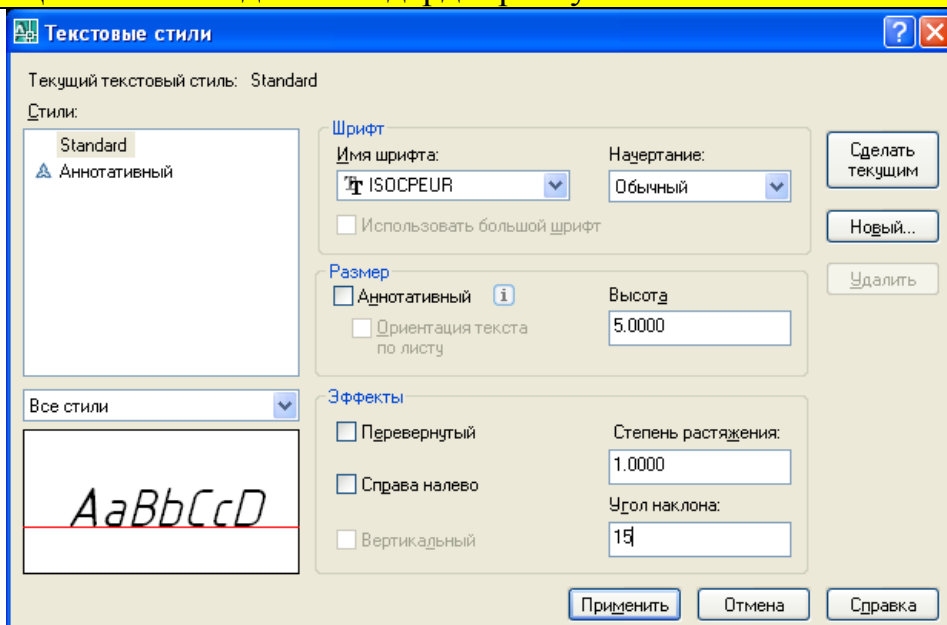 Текстовые стили
Текущий текстовый стиль: Standard
Стили:
Standard
Аннотативный
Все стили
AaBbCcD
Шрифт
Имя шрифта:
ISOCPEUR
Начертание:
Обычный
Использовать большой шрифт
Размер
Аннотативный
Ориентация текста
по листу
Высота
5.0000
Эффекты
Перевернутый
Справа налево
Вертикальный
Степень растяжения:
1.0000
Угол наклона:
15
Сделать
текущим
Новый...
Удалить
Применить
Отмена
Справка